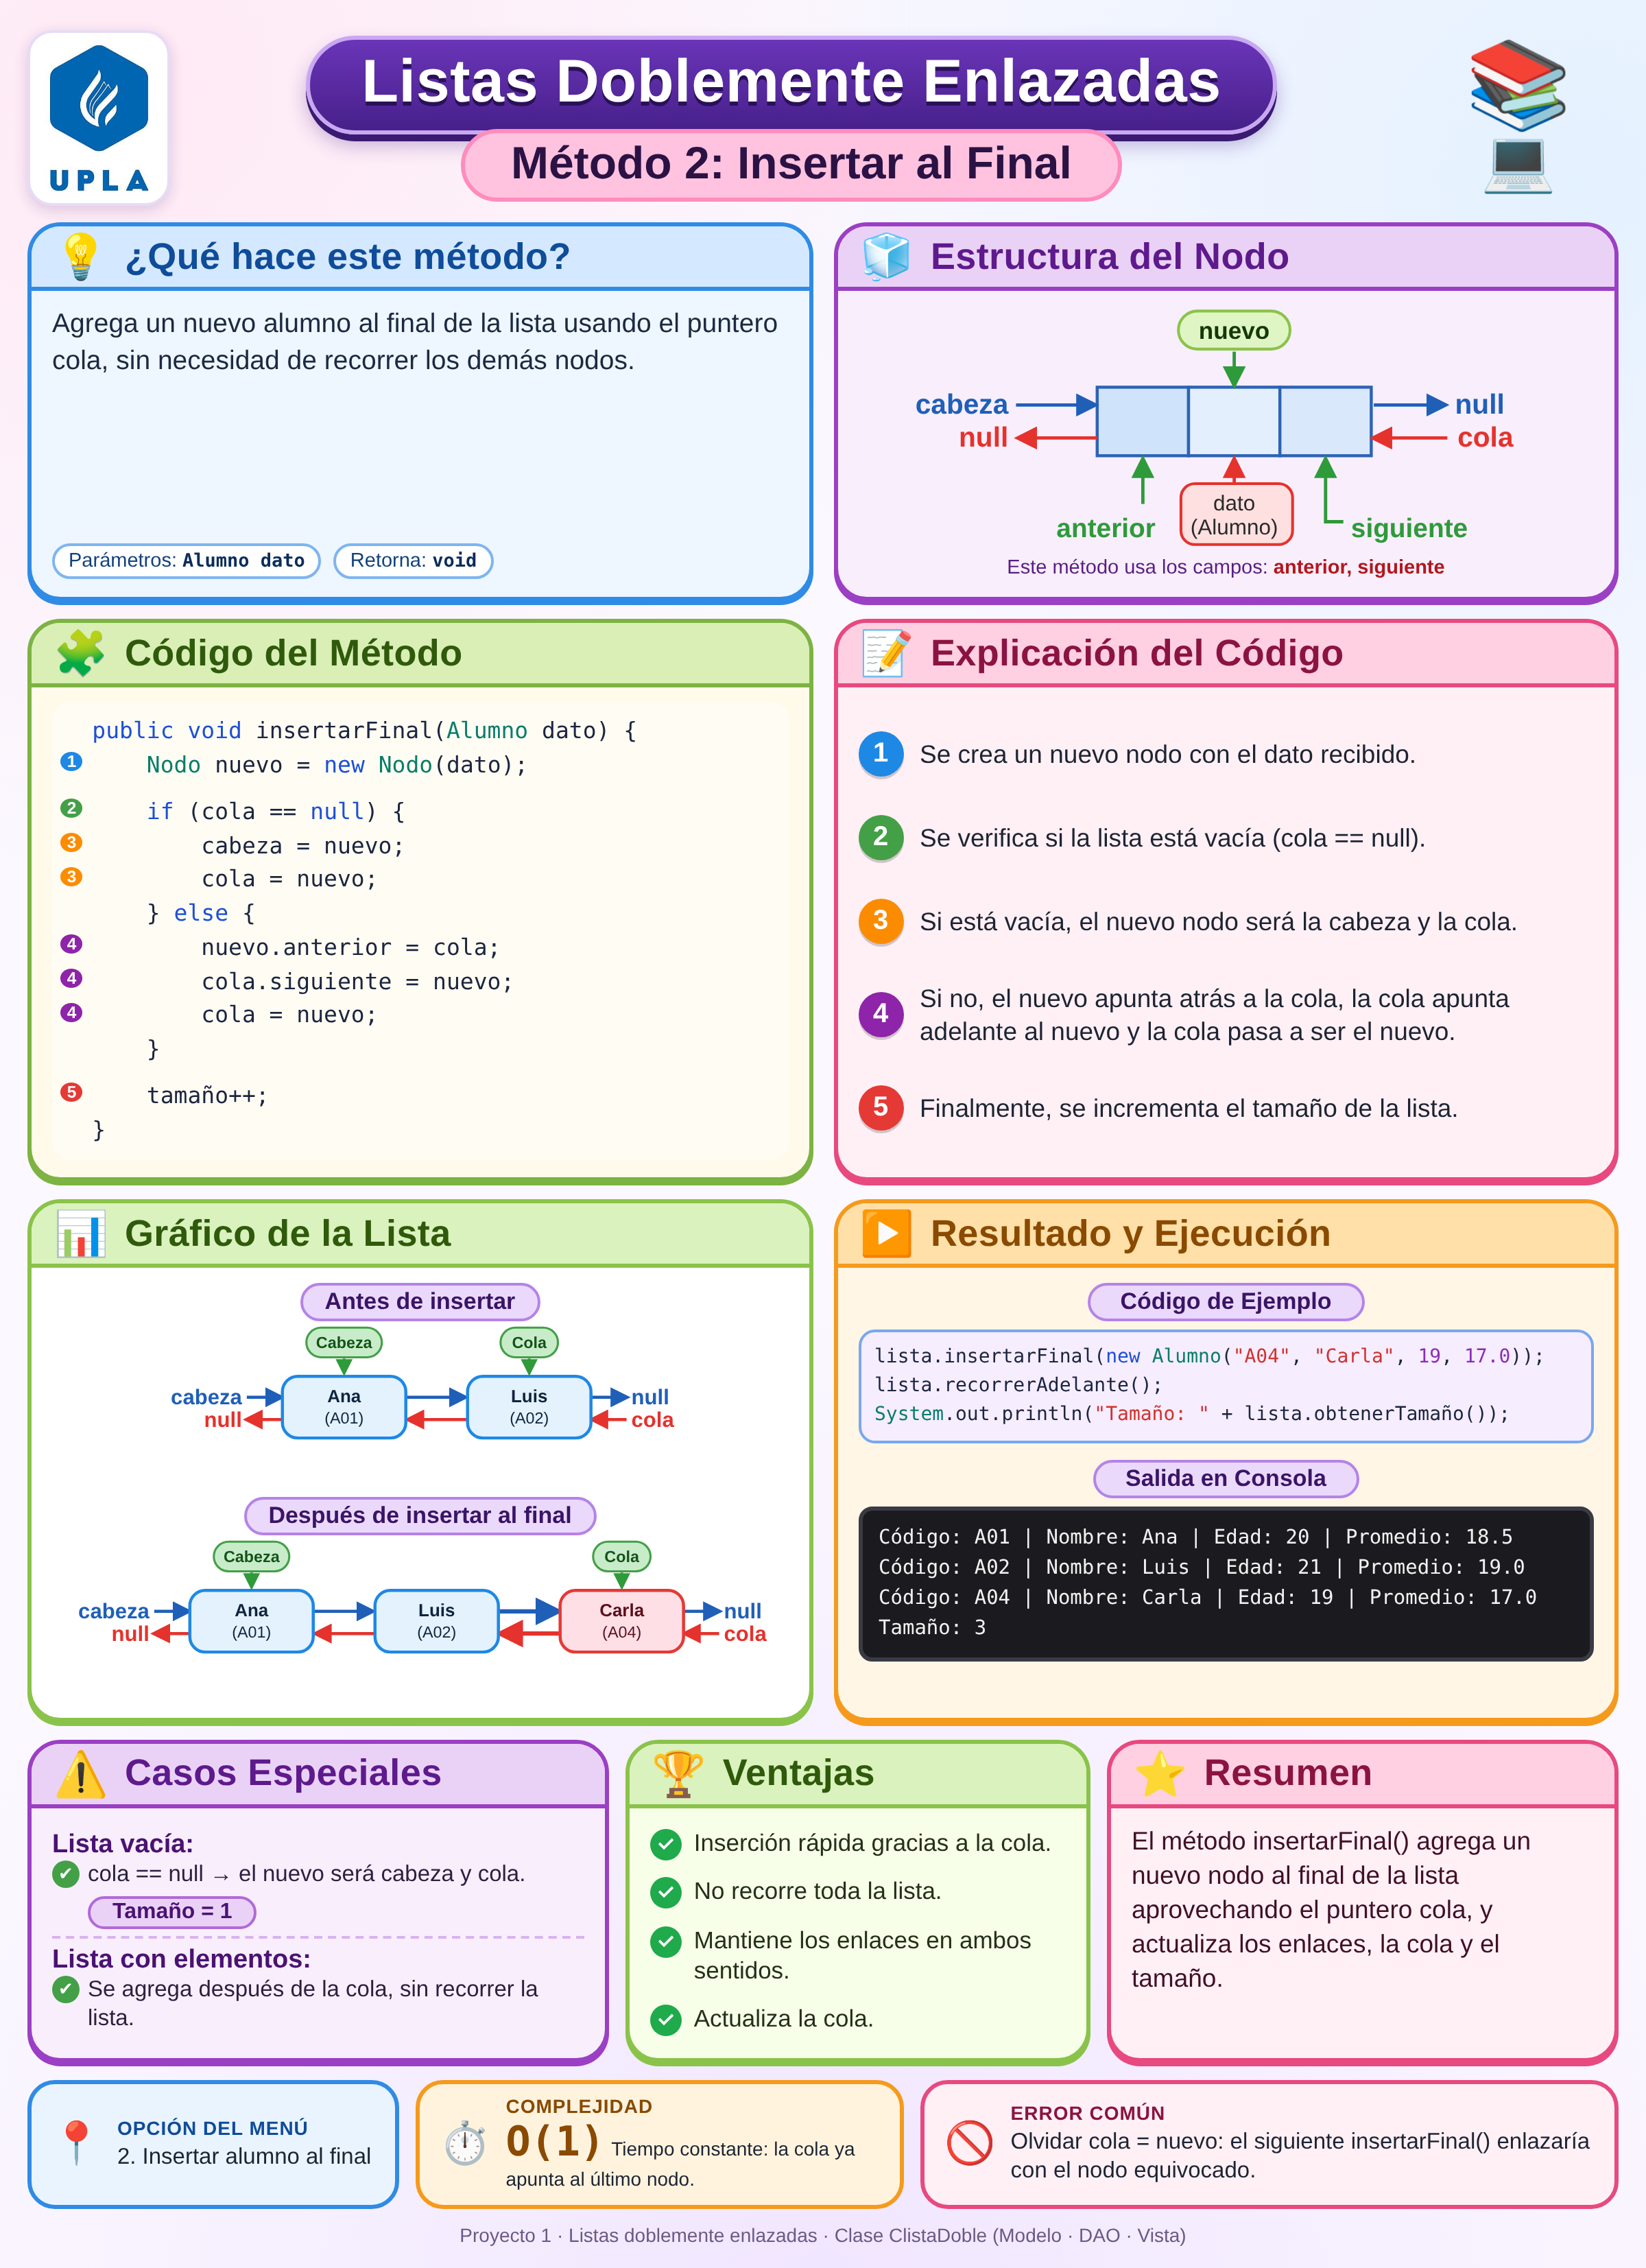 UPLA
Listas Doblemente Enlazadas
Método 2: Insertar al Final
¿Qué hace este método?
Agrega un nuevo alumno al final de la lista usando el puntero
cola, sin necesidad de recorrer los demás nodos.
Parámetros: Alumno dato
Retorna: void
Estructura del Nodo
nuevo
cabeza
null
null
cola
anterior
dato
(Alumno)
siguiente
Este método usa los campos: anterior, siguiente
Código del Método
public void insertarFinal(Alumno dato) {
1 Nodo nuevo = new Nodo(dato);
2 if (cola == null) {
3 cabeza = nuevo;
3 cola = nuevo;
} else {
4 nuevo.anterior = cola;
4 cola.siguiente = nuevo;
4 cola = nuevo;
}
5 tamaño++;
}
Explicación del Código
1 Se crea un nuevo nodo con el dato recibido.
2 Se verifica si la lista está vacía (cola == null).
3 Si está vacía, el nuevo nodo será la cabeza y la cola.
4 Si no, el nuevo apunta atrás a la cola, la cola apunta
adelante al nuevo y la cola pasa a ser el nuevo.
5 Finalmente, se incrementa el tamaño de la lista.
Gráfico de la Lista
Antes de insertar
Cabeza
Cola
cabeza
null
Ana
(A01)
Luis
(A02)
null
cola
Después de insertar al final
Cabeza
Cola
cabeza
null
Ana
(A01)
Luis
(A02)
Carla
(A04)
null
cola
Resultado y Ejecución
Código de Ejemplo
lista.insertarFinal(new Alumno("A04", "Carla", 19, 17.0));
lista.recorrerAdelante();
System.out.println("Tamaño: " + lista.obtenerTamaño());
Salida en Consola
Código: A01 | Nombre: Ana | Edad: 20 | Promedio: 18.5
Código: A02 | Nombre: Luis | Edad: 21 | Promedio: 19.0
Código: A04 | Nombre: Carla | Edad: 19 | Promedio: 17.0
Tamaño: 3
Casos Especiales
Lista vacía:
cola == null → el nuevo será cabeza y cola.
Tamaño = 1
Lista con elementos:
Se agrega después de la cola, sin recorrer la
lista.
Ventajas
Inserción rápida gracias a la cola.
No recorre toda la lista.
Mantiene los enlaces en ambos
sentidos.
Actualiza la cola.
Resumen
El método insertarFinal() agrega un
nuevo nodo al final de la lista
aprovechando el puntero cola, y
actualiza los enlaces, la cola y el
tamaño.
OPCIÓN DEL MENÚ
2. Insertar alumno al final
COMPLEJIDAD
O(1) Tiempo constante: la cola ya
apunta al último nodo.
ERROR COMÚN
Olvidar cola = nuevo: el siguiente insertarFinal() enlazaría
con el nodo equivocado.
Proyecto 1 · Listas doblemente enlazadas · Clase ClistaDoble (Modelo · DAO · Vista)